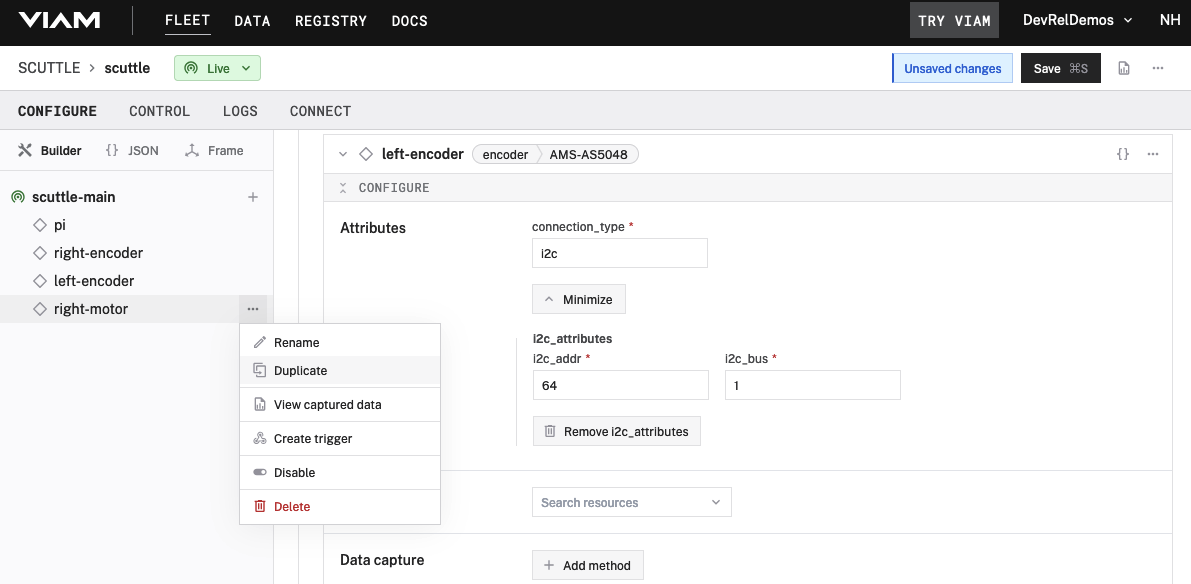 VIAM FLEET DATA REGISTRY DOCS TRY VIAM DevRelDemos NH
SCUTTLE > scuttle Live Unsaved changes Save ⌘S
CONFIGURE CONTROL LOGS CONNECT
Builder {} JSON Frame
scuttle-main
pi
right-encoder
left-encoder
right-motor
Rename
Duplicate
View captured data
Create trigger
Disable
Delete
left-encoder encoder AMS-AS5048 {}
CONFIGURE
Attributes
connection_type *
i2c
Minimize
i2c_attributes
i2c_addr * i2c_bus *
64 1
Remove i2c_attributes
Search resources
Data capture
Add method